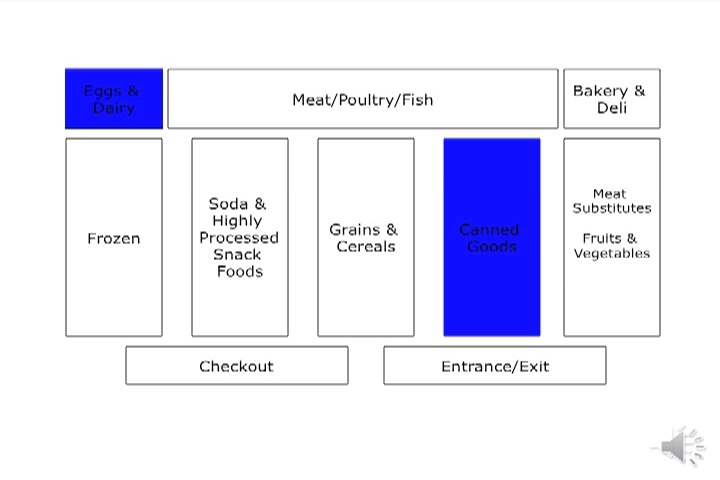 Eggs &
Dairy
Meat/Poultry/Fish
Bakery &
Deli
Frozen
Soda &
Highly
Processed
Snack
Foods
Grains &
Cereals
Canned
Goods
Meat
Substitutes
Fruits &
Vegetables
Checkout
Entrance/Exit